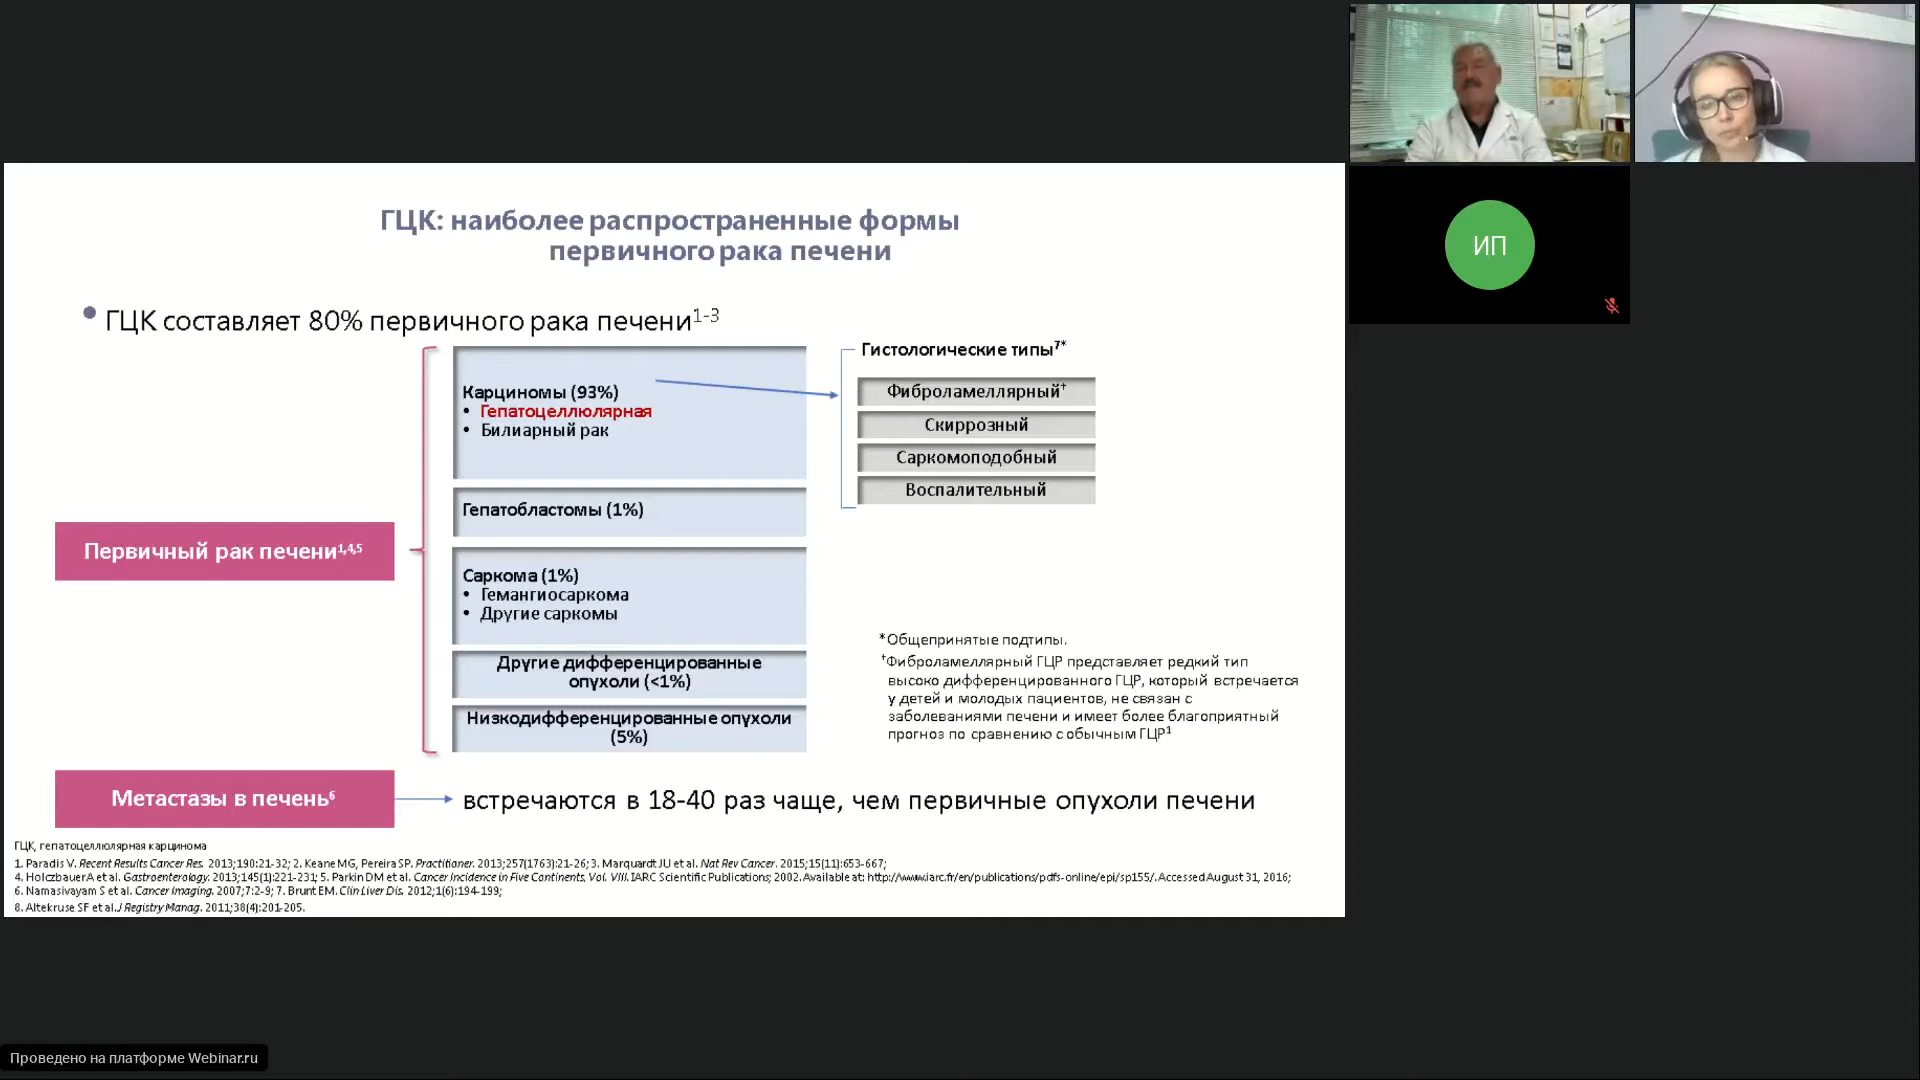 ИП
ГЦК: наиболее распространенные формы
первичного рака печени
• ГЦК составляет 80% первичного рака печени1-3
Карциномы (93%)
• Гепатоцеллюлярная
• Билиарный рак
Гепатобластомы (1%)
Саркома (1%)
• Гемангиосаркома
• Другие саркомы
Другие дифференцированные
опухоли (<1%)
Низкодифференцированные опухоли
(5%)
Гистологические типы7*
Фиброламеллярный†
Скиррозный
Саркомоподобный
Воспалительный
Первичный рак печени1,4,5
*Общепринятые подтипы.
†Фиброламеллярный ГЦР представляет редкий тип
высоко дифференцированного ГЦР, который встречается
у детей и молодых пациентов, не связан с
заболеваниями печени и имеет более благоприятный
прогноз по сравнению с обычным ГЦР1
Метастазы в печень6
встречаются в 18-40 раз чаще, чем первичные опухоли печени
ГЦК, гепатоцеллюлярная карцинома
1. Paradis V. Recent Results Cancer Res. 2013;190:21-32; 2. Keane MG, Pereira SP. Practitioner. 2013;257(1763):21-26; 3. Marquardt JU et al. Nat Rev Cancer. 2015;15(11):653-667;
4. Holczbauer A et al. Gastroenterology. 2013;145(1):221-231; 5. Parkin DM et al. Cancer Incidence in Five Continents, Vol. VIII. IARC Scientific Publications; 2002. Available at: http://www.iarc.fr/en/publications/pdfs-online/epi/sp155/. Accessed August 31, 2016;
6. Namasivayam S et al. Cancer Imaging. 2007;7:2-9; 7. Brunt EM. Clin Liver Dis. 2012;1(6):194-199;
8. Altekruse SF et al. J Registry Manag. 2011;38(4):201-205.
Проведено на платформе Webinar.ru